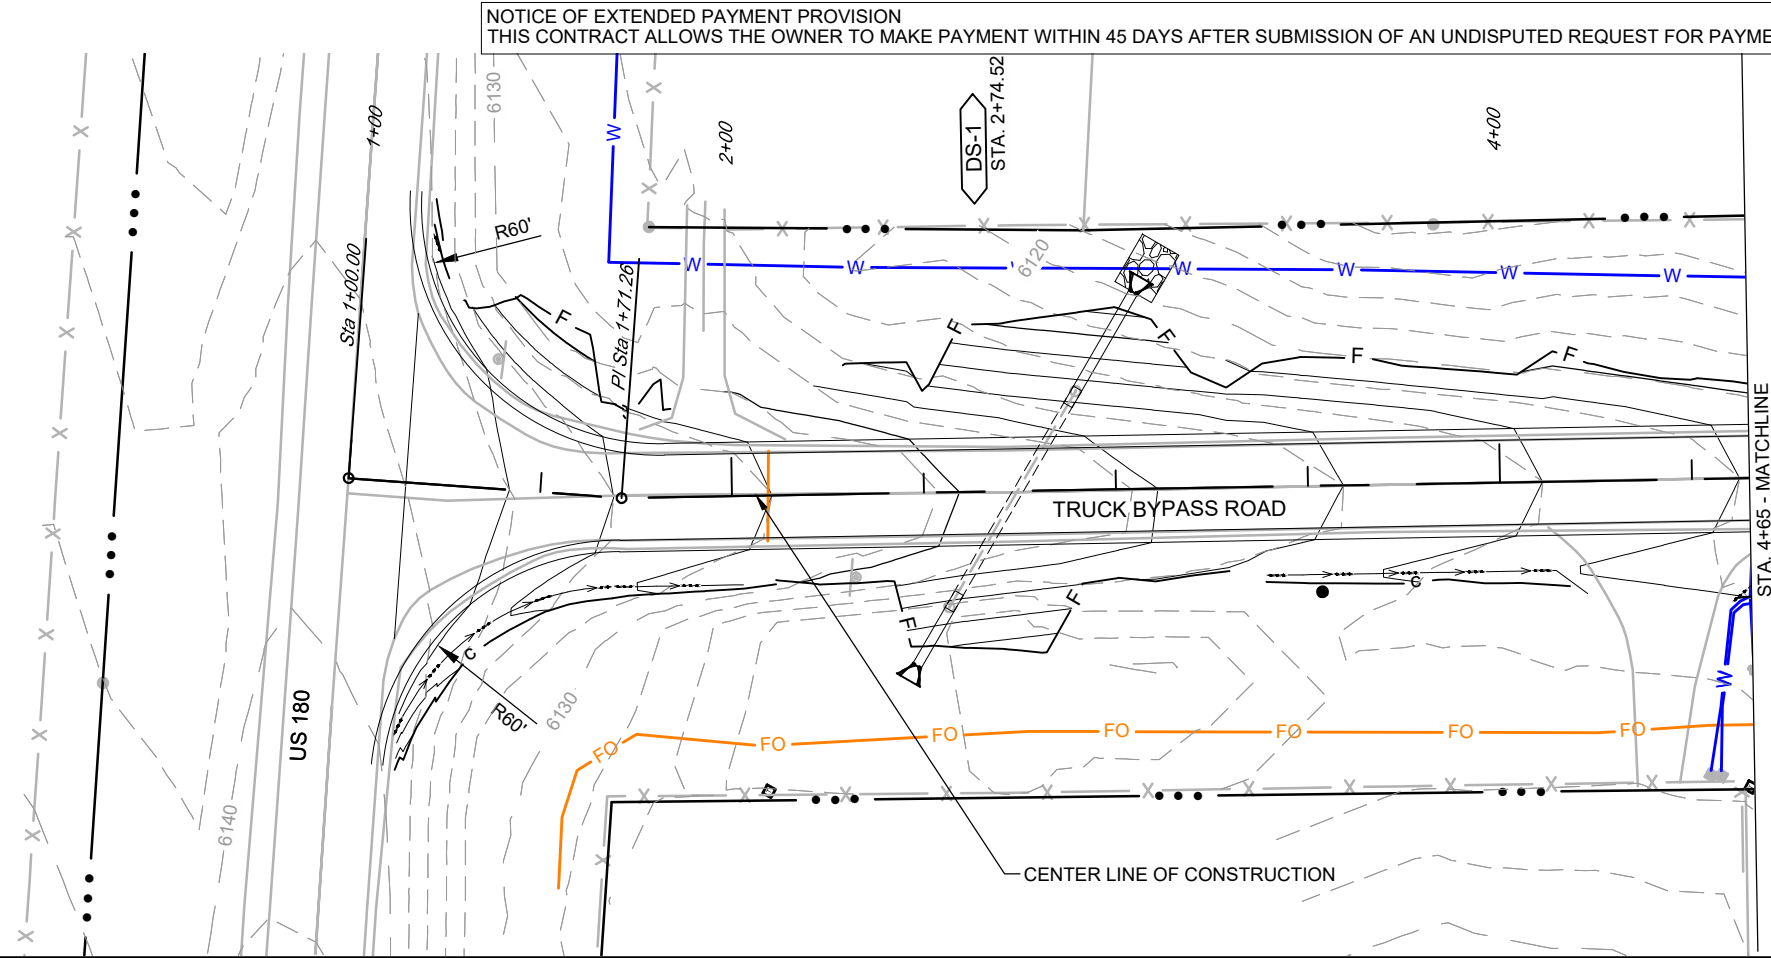 NOTICE OF EXTENDED PAYMENT PROVISION
THIS CONTRACT ALLOWS THE OWNER TO MAKE PAYMENT WITHIN 45 DAYS AFTER SUBMISSION OF AN UNDISPUTED REQUEST FOR PAYME
6130
1+00
2+00
DS-1
STA. 2+74.52
4+00
W
X
X
X
X
R60'
Sta 1+00.00
PI Sta 1+71.26
6120
W
W
W
W
W
W
X
X
X
X
X
X
X
X
X
X
F
F
F
F
F
STA. 4+65 - MATCHLINE
TRUCK BYPASS ROAD
C
C
F
F
R60'
6130
US 180
W
FO
FO
FO
FO
FO
FO
FO
X
X
X
X
X
X
X
X
X
X
X
X
6140
CENTER LINE OF CONSTRUCTION